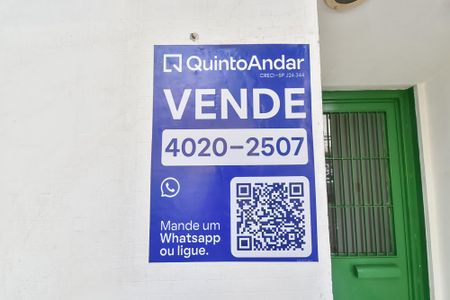 QuintoAndar
CRECI-SP J24.344
VENDE
4020-2507
Mande um
Whatsapp
ou ligue.